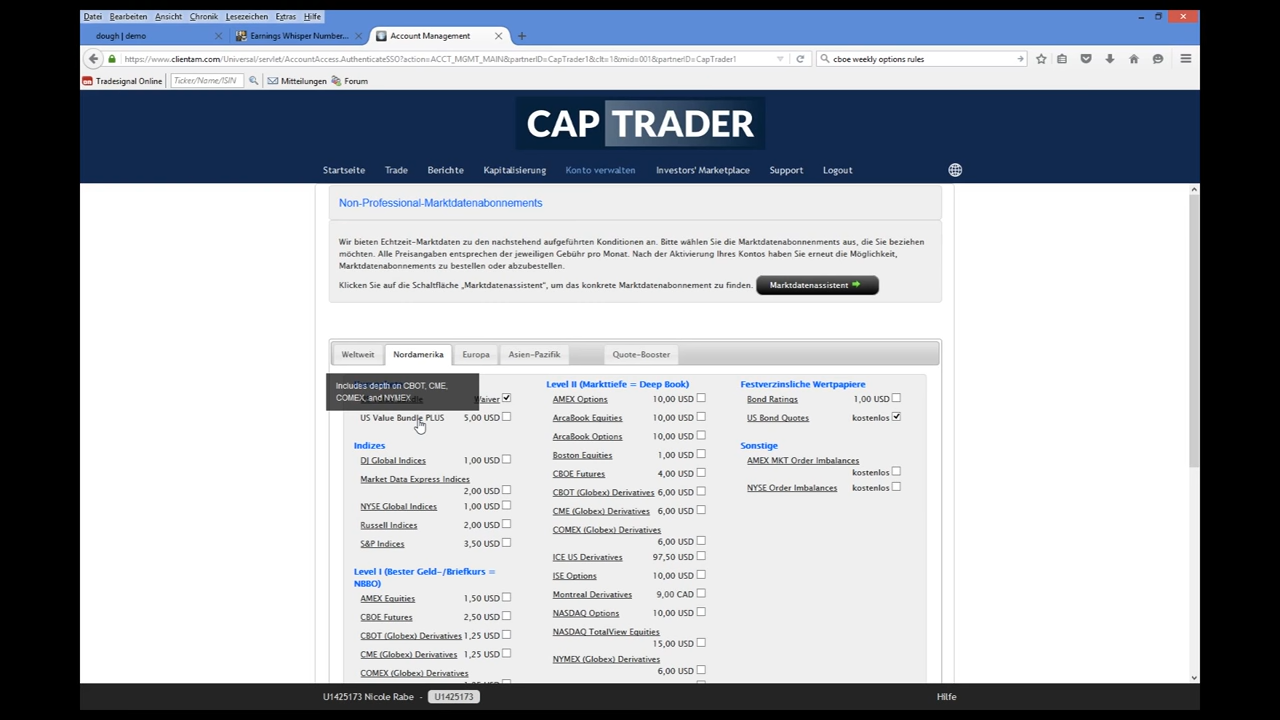 Datei Bearbeiten Ansicht Chronik Lesezeichen Extras Hilfe
dough | demo
Earnings Whisper Number...
Account Management
https://www.clientam.com/Universal/servlet/AccountAccess.AuthenticateSSO?action=ACCT_MGMT_MAIN&partnerID=CapTrader1&clt=1&mid=001&partnerID=CapTrader1
cboe weekly options rules
Tradesignal Online
Ticker/Name/ISIN
Mitteilungen
Forum
CAP TRADER
Startseite Trade Berichte Kapitalisierung Konto verwalten Investors' Marketplace Support Logout
Non-Professional-Marktdatenabonnements
Wir bieten Echtzeit-Marktdaten zu den nachstehend aufgeführten Konditionen an. Bitte wählen Sie die Marktdatenabonnenments aus, die Sie beziehen
möchten. Alle Preisangaben entsprechen der jeweiligen Gebühr pro Monat. Nach der Aktivierung Ihres Kontos haben Sie erneut die Möglichkeit,
Marktdatenabonnements zu bestellen oder abzubestellen.
Klicken Sie auf die Schaltfläche „Marktdatenassistent", um das konkrete Marktdatenabonnement zu finden.
Marktdatenassistent
Weltweit Nordamerika Europa Asien-Pazifik Quote-Booster
Includes depth on CBOT, CME,
COMEX, and NYMEX
Waiver
US Value Bundle PLUS 5,00 USD
Indizes
DJ Global Indices 1,00 USD
Market Data Express Indices
2,00 USD
NYSE Global Indices 1,00 USD
Russell Indices 2,00 USD
S&P Indices 3,50 USD
Level I (Bester Geld-/Briefkurs =
NBBO)
AMEX Equities 1,50 USD
CBOE Futures 2,50 USD
CBOT (Globex) Derivatives 1,25 USD
CME (Globex) Derivatives 1,25 USD
COMEX (Globex) Derivatives
Level II (Markttiefe = Deep Book)
AMEX Options 10,00 USD
ArcaBook Equities 10,00 USD
ArcaBook Options 10,00 USD
Boston Equities 1,00 USD
CBOE Futures 4,00 USD
CBOT (Globex) Derivatives 6,00 USD
CME (Globex) Derivatives 6,00 USD
COMEX (Globex) Derivatives
6,00 USD
ICE US Derivatives 97,50 USD
ISE Options 10,00 USD
Montreal Derivatives 9,00 CAD
NASDAQ Options 10,00 USD
NASDAQ TotalView Equities
15,00 USD
NYMEX (Globex) Derivatives
6,00 USD
Festverzinsliche Wertpapiere
Bond Ratings 1,00 USD
US Bond Quotes kostenlos
Sonstige
AMEX MKT Order Imbalances
kostenlos
NYSE Order Imbalances kostenlos
U1425173 Nicole Rabe - U1425173
Hilfe